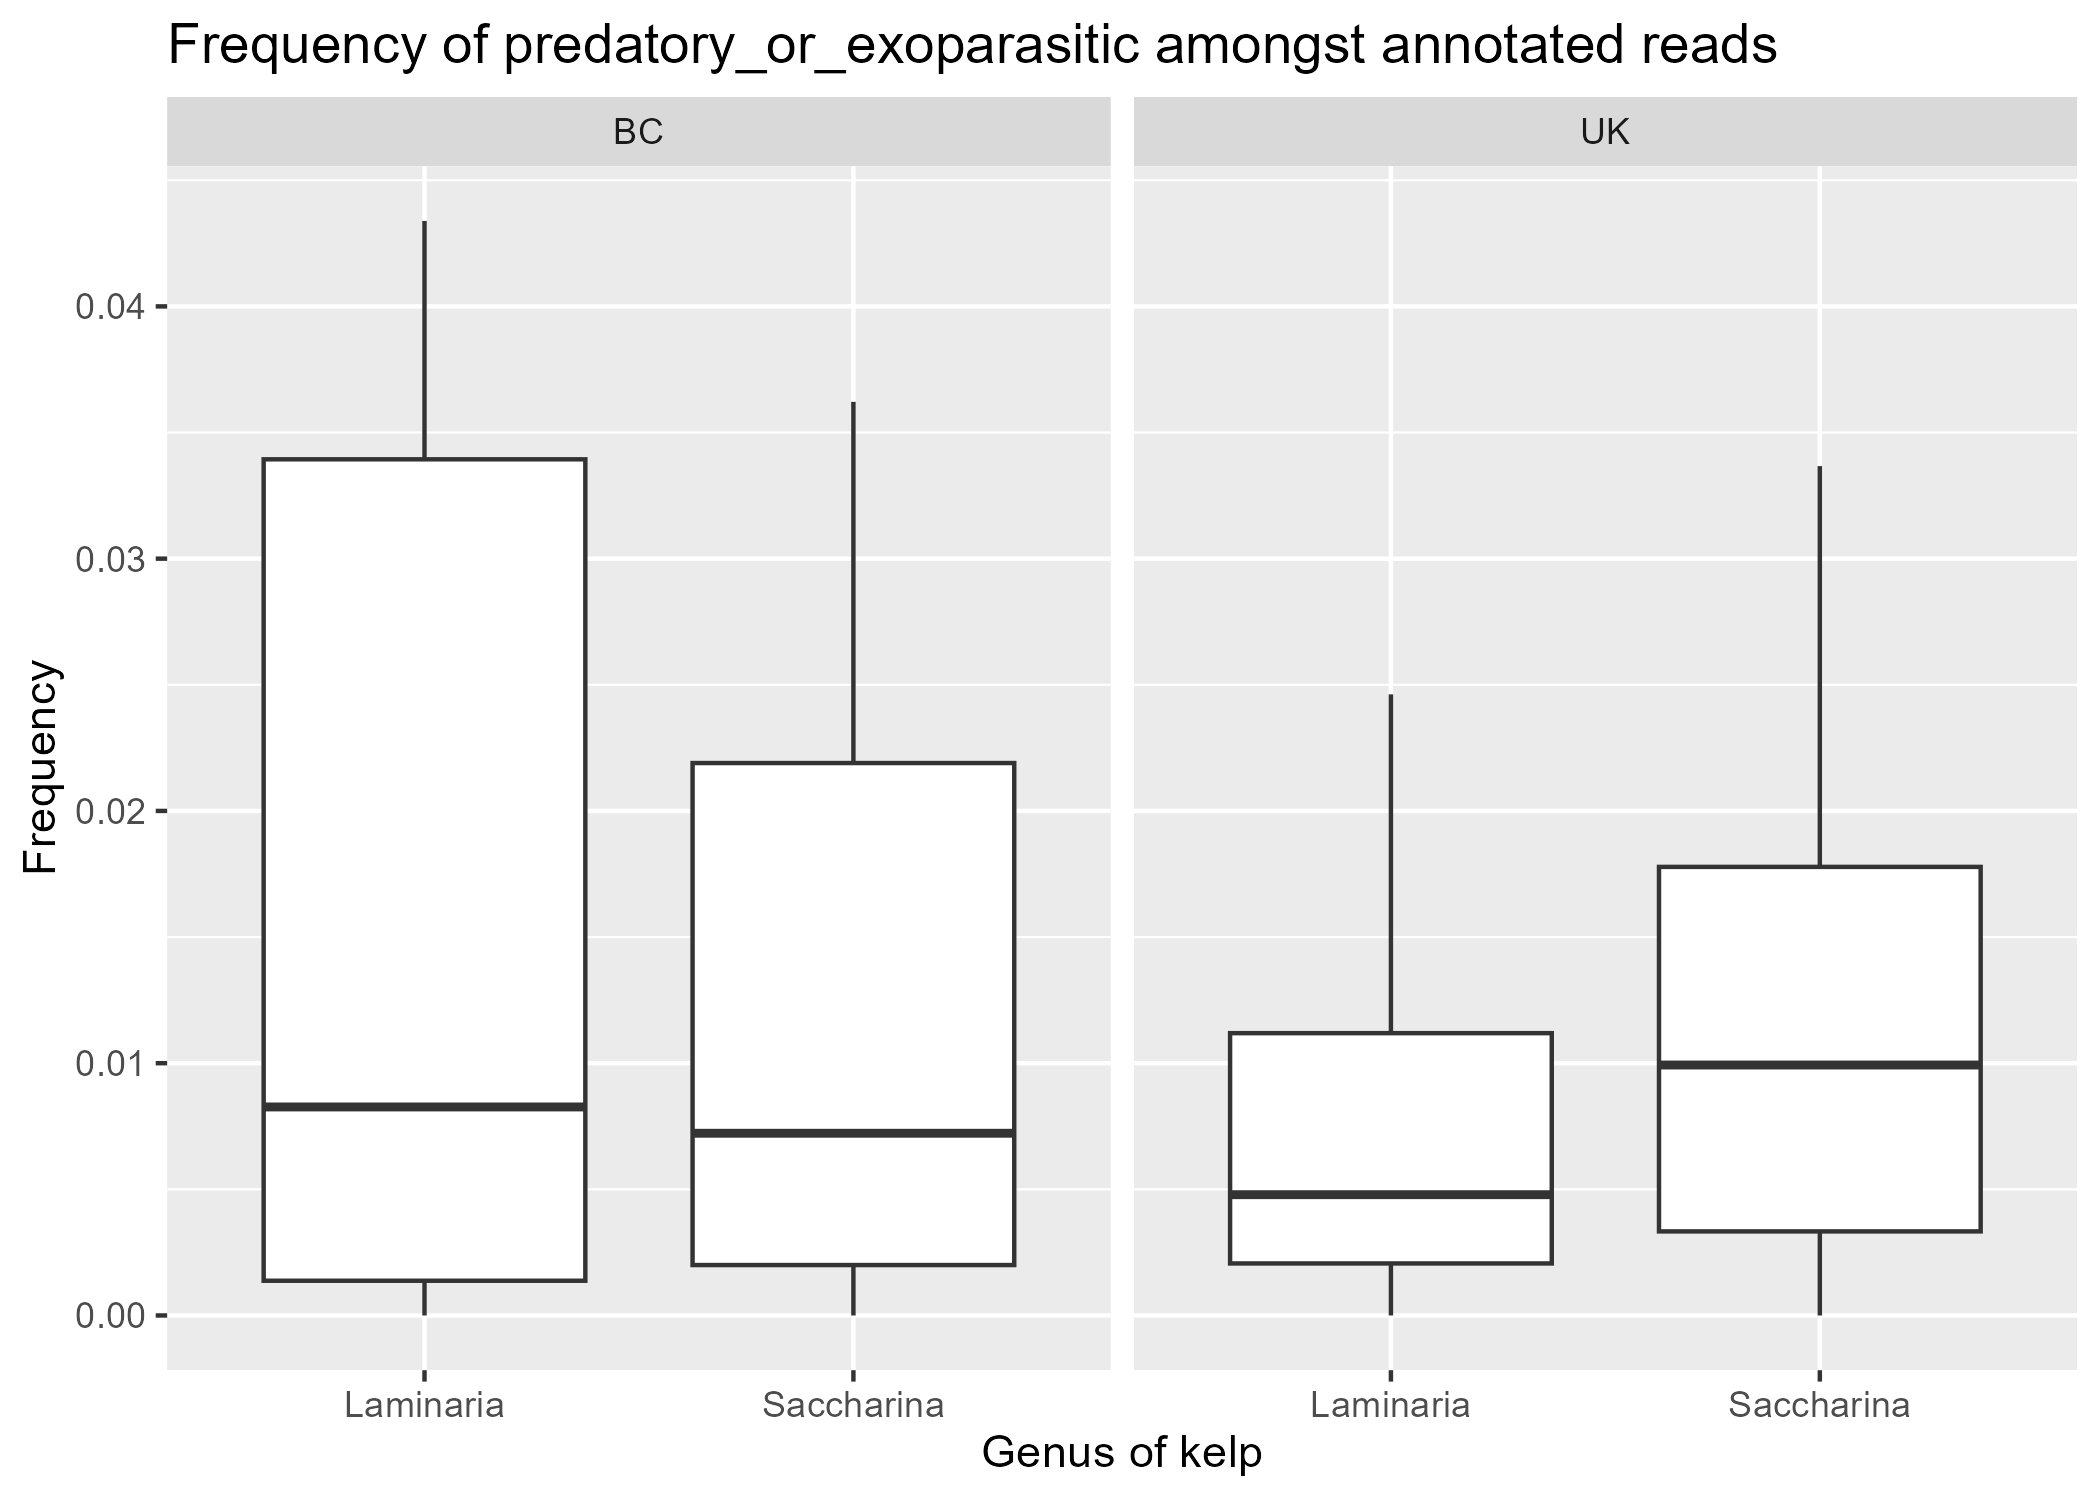 Frequency of predatory_or_exoparasitic amongst annotated reads
BC
UK
0.04
0.03
0.02
0.01
0.00
Frequency
Laminaria
Saccharina
Laminaria
Saccharina
Genus of kelp